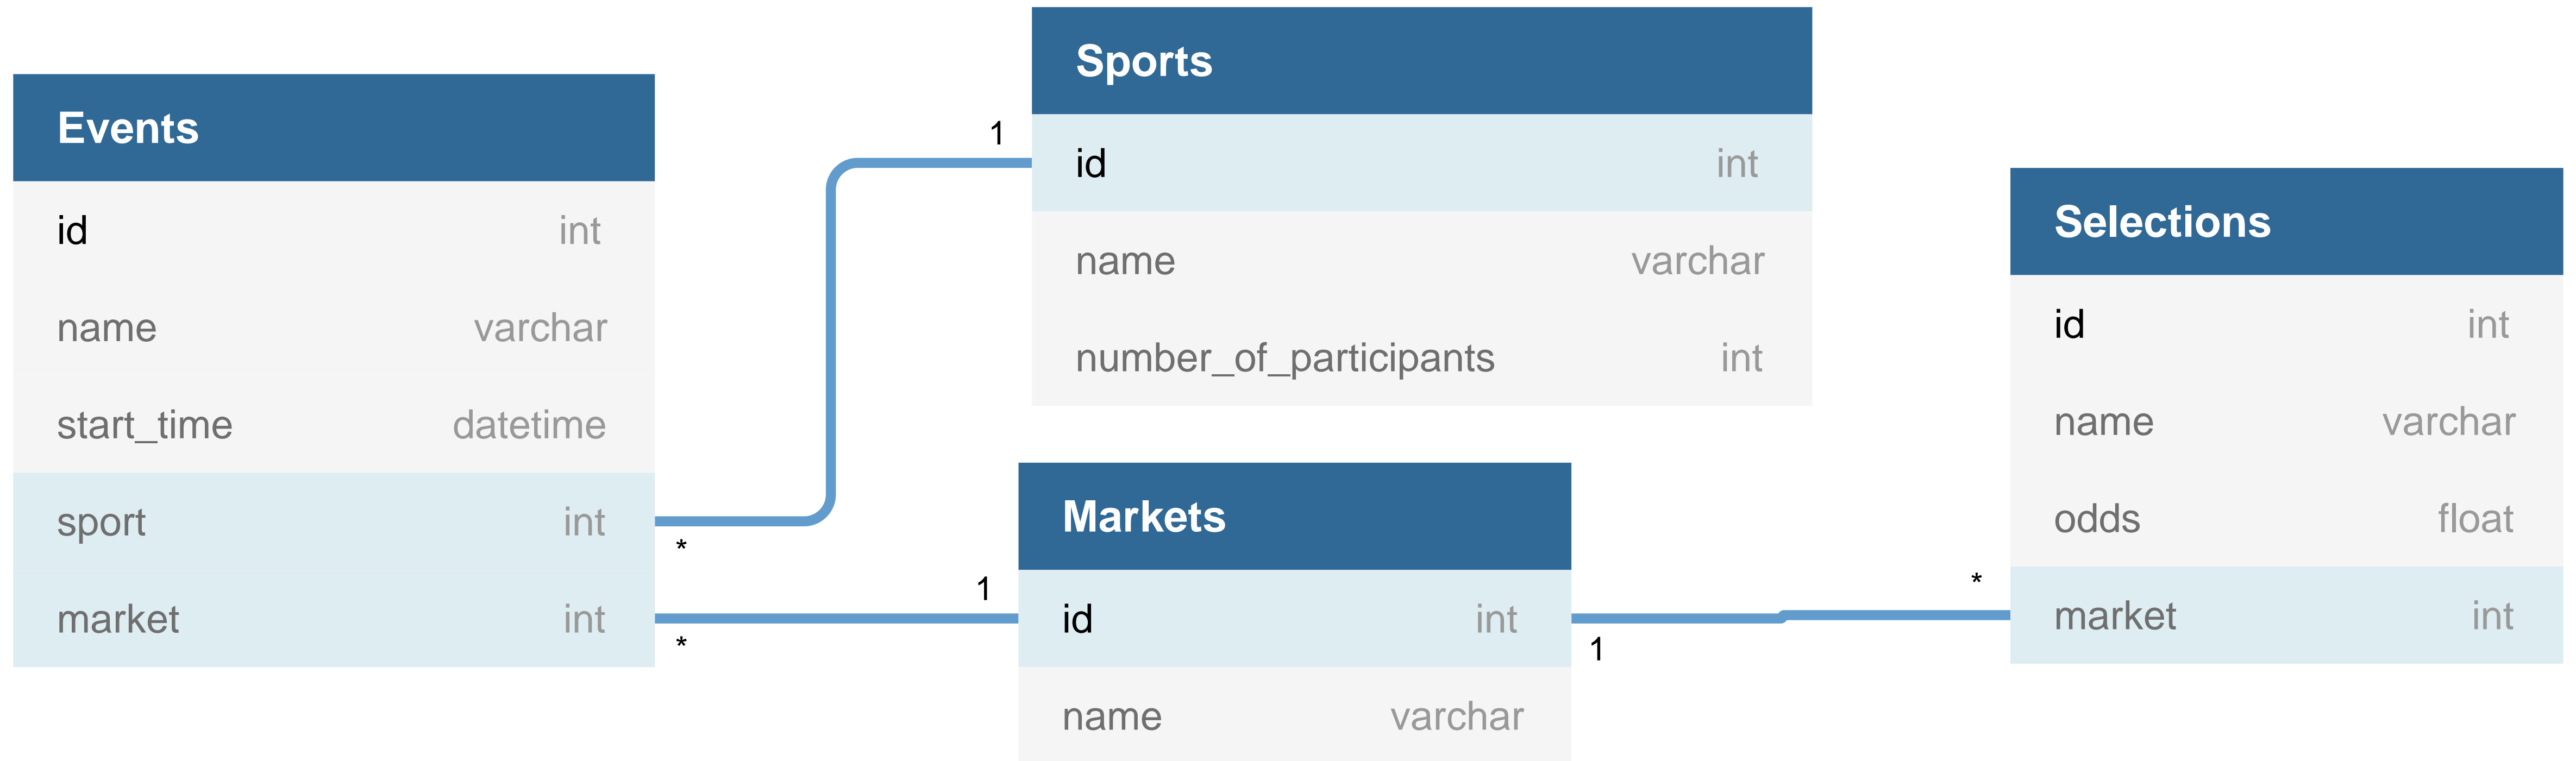 Events
id int
name varchar
start_time datetime
sport int
market int
*
*
1
1
Sports
id int
name varchar
number_of_participants int
Markets
id int
name varchar
1
*
Selections
id int
name varchar
odds float
market int